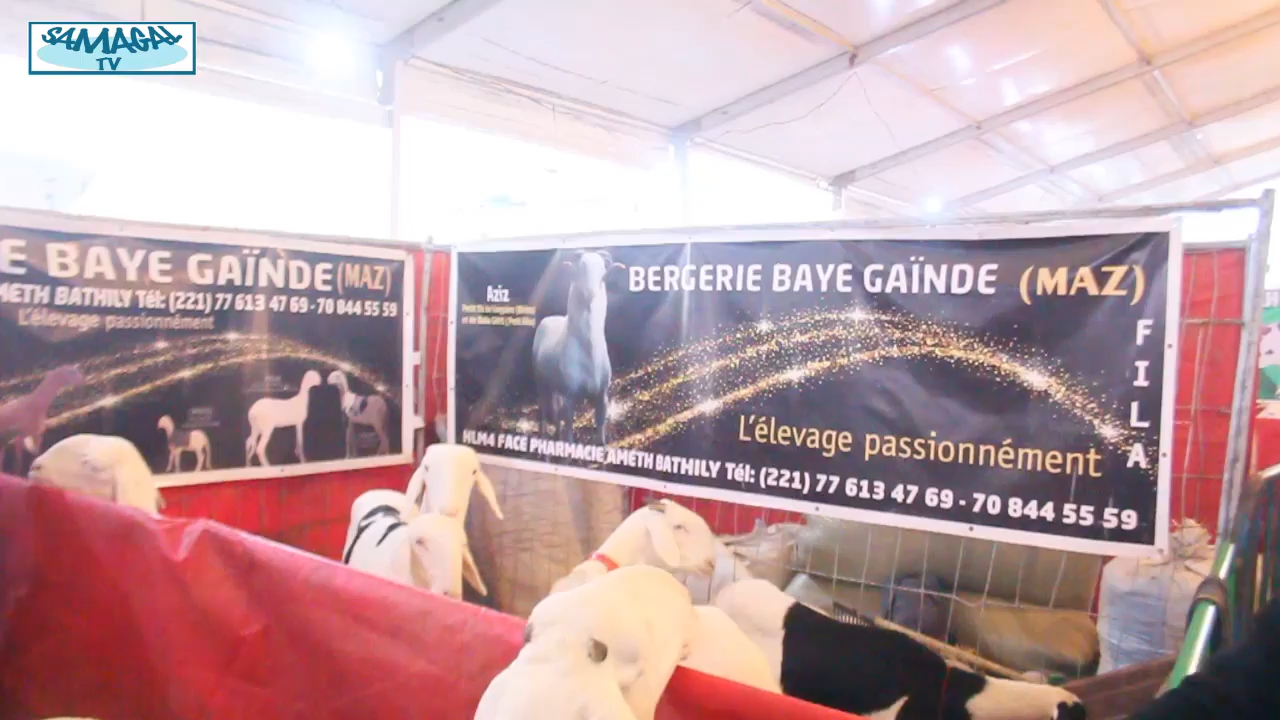 SAMAGAL
TV
E BAYE GAÏNDE (MAZ)
METH BATHILY Tél: (221) 77 613 47 69 - 70 844 55 59
L'élevage passionnément
Aziz
BERGERIE BAYE GAÏNDE (MAZ)
FILA
L'élevage passionnément
HLM4 FACE PHARMACIE AMETH BATHILY Tél: (221) 77 613 47 69 - 70 844 55 59